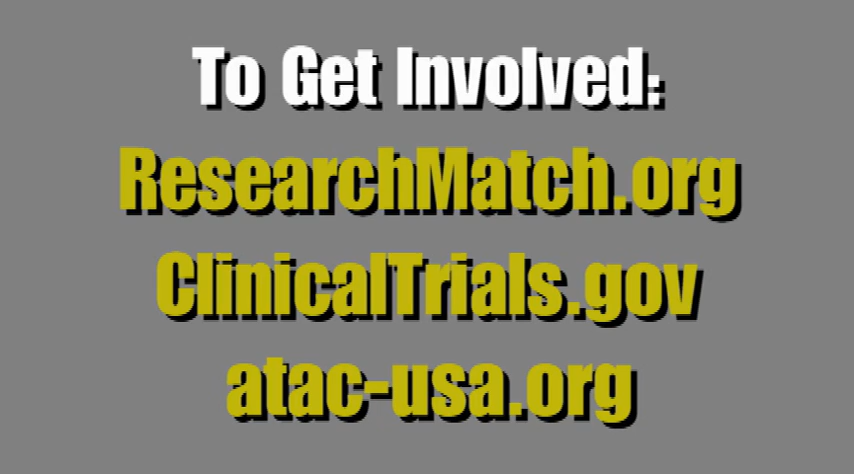 To Get Involved:
ResearchMatch.org
ClinicalTrials.gov
atac-usa.org